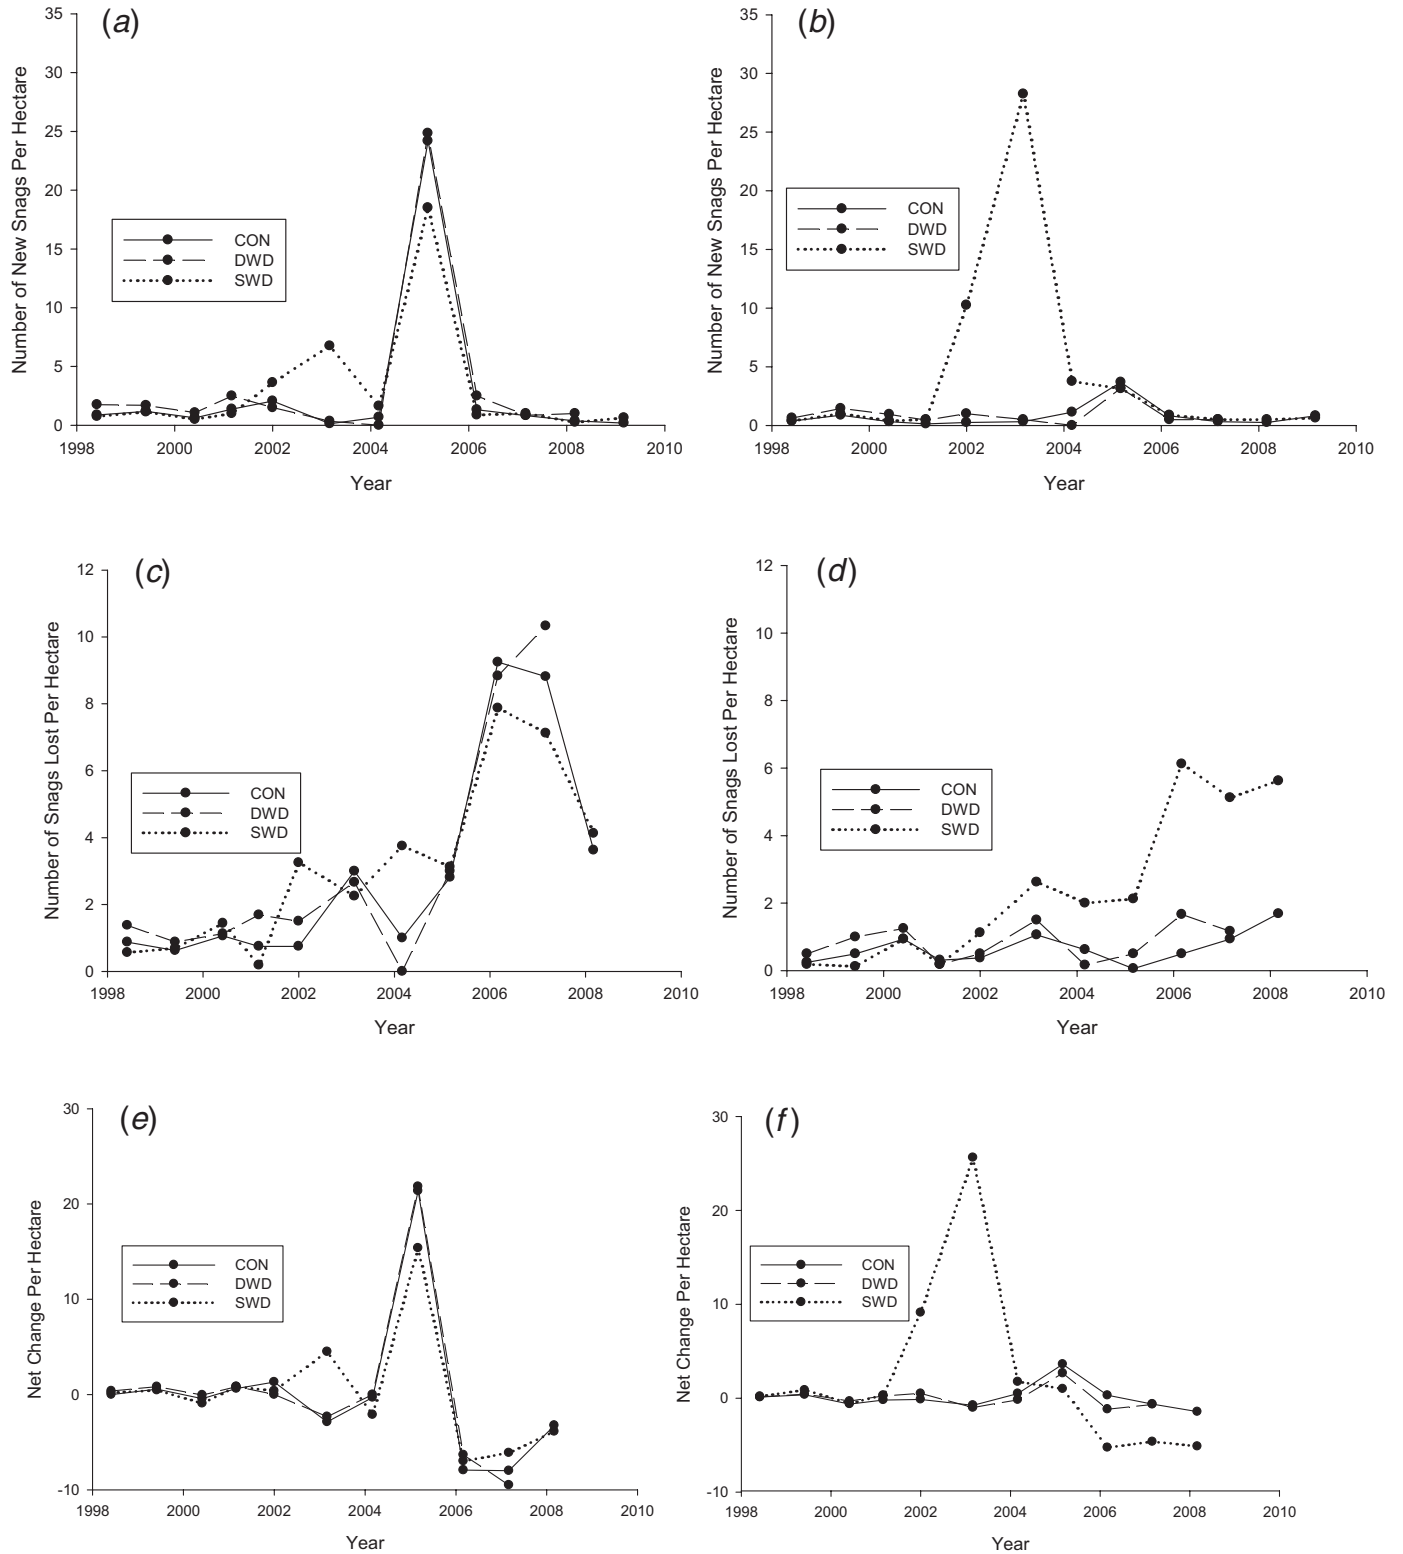 (a)
Number of New Snags Per Hectare
35
30
25
20
15
10
5
0
CON
DWD
SWD
1998 2000 2002 2004 2006 2008 2010
Year
(b)
Number of New Snags Per Hectare
35
30
25
20
15
10
5
0
CON
DWD
SWD
1998 2000 2002 2004 2006 2008 2010
Year
(c)
Number of Snags Lost Per Hectare
12
10
8
6
4
2
0
CON
DWD
SWD
1998 2000 2002 2004 2006 2008 2010
Year
(d)
Number of Snags Lost Per Hectare
12
10
8
6
4
2
0
CON
DWD
SWD
1998 2000 2002 2004 2006 2008 2010
Year
(e)
Net Change Per Hectare
30
20
10
0
-10
CON
DWD
SWD
1998 2000 2002 2004 2006 2008 2010
Year
(f)
Net Change Per Hectare
30
20
10
0
-10
CON
DWD
SWD
1998 2000 2002 2004 2006 2008 2010
Year